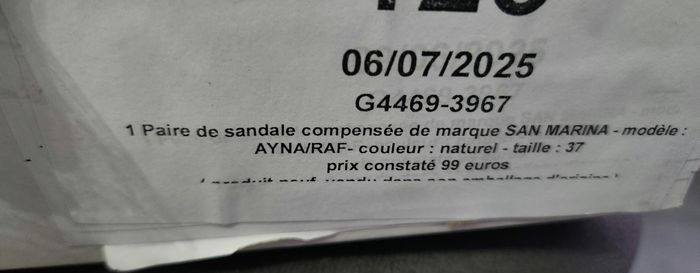 06/07/2025
G4469-3967
1 Paire de sandale compensée de marque SAN MARINA - modèle :
AYNA/RAF- couleur : naturel - taille : 37
prix constaté 99 euros